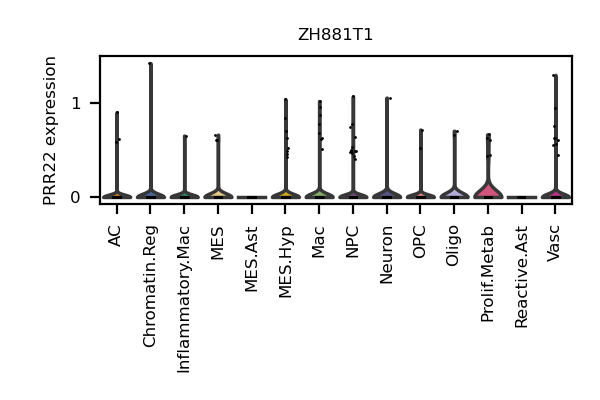 ZH881T1
PRR22 expression
1
0
AC
Chromatin.Reg
Inflammatory.Mac
MES
MES.Ast
MES.Hyp
Mac
NPC
Neuron
OPC
Oligo
Prolif.Metab
Reactive.Ast
Vasc